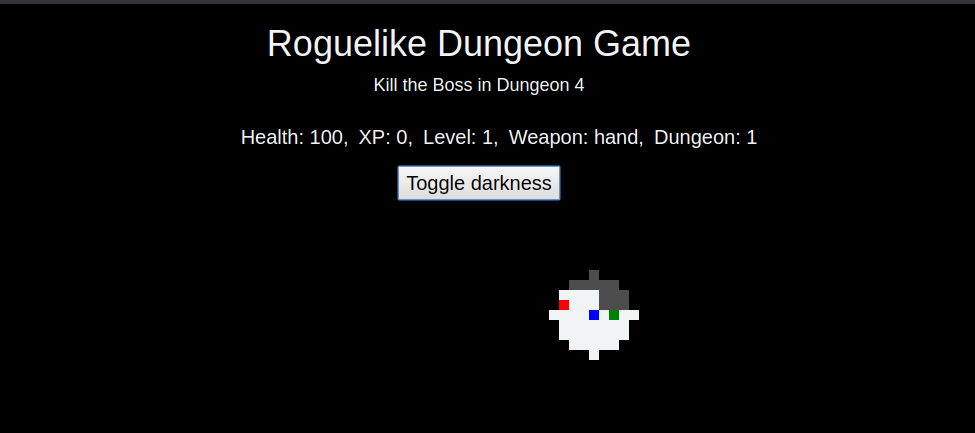 Roguelike Dungeon Game
Kill the Boss in Dungeon 4
Health: 100, XP: 0, Level: 1, Weapon: hand, Dungeon: 1
Toggle darkness